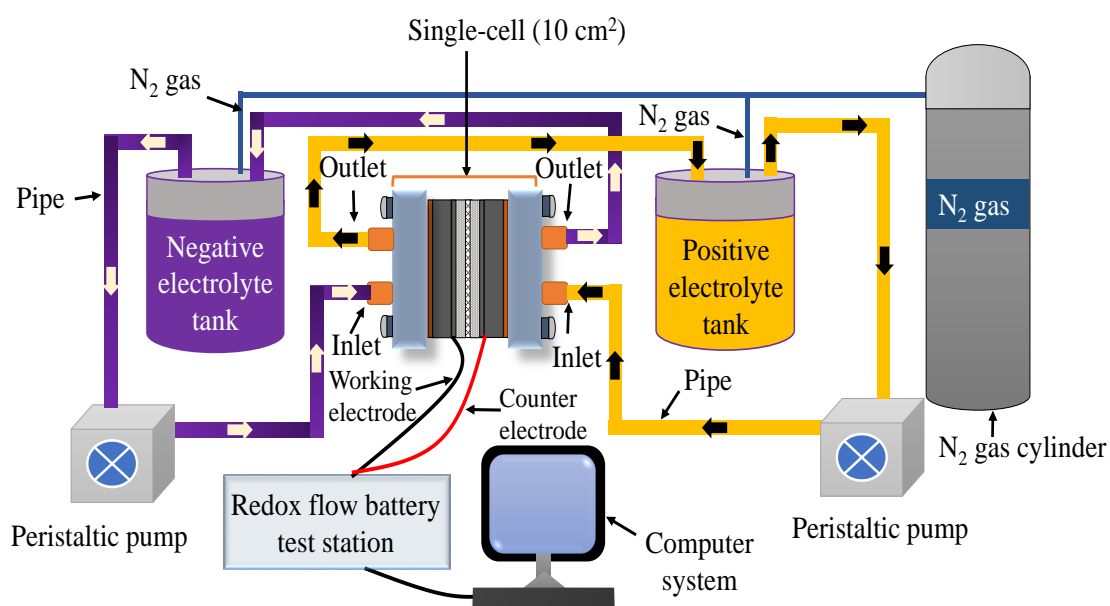 Single-cell (10 cm²)
N₂ gas
N₂ gas
Pipe
Outlet
Outlet
N₂ gas
Negative
electrolyte
tank
Positive
electrolyte
tank
Inlet
Inlet
Working
electrode
Counter
electrode
Pipe
N₂ gas cylinder
Redox flow battery
test station
Peristaltic pump
Peristaltic pump
Computer
system